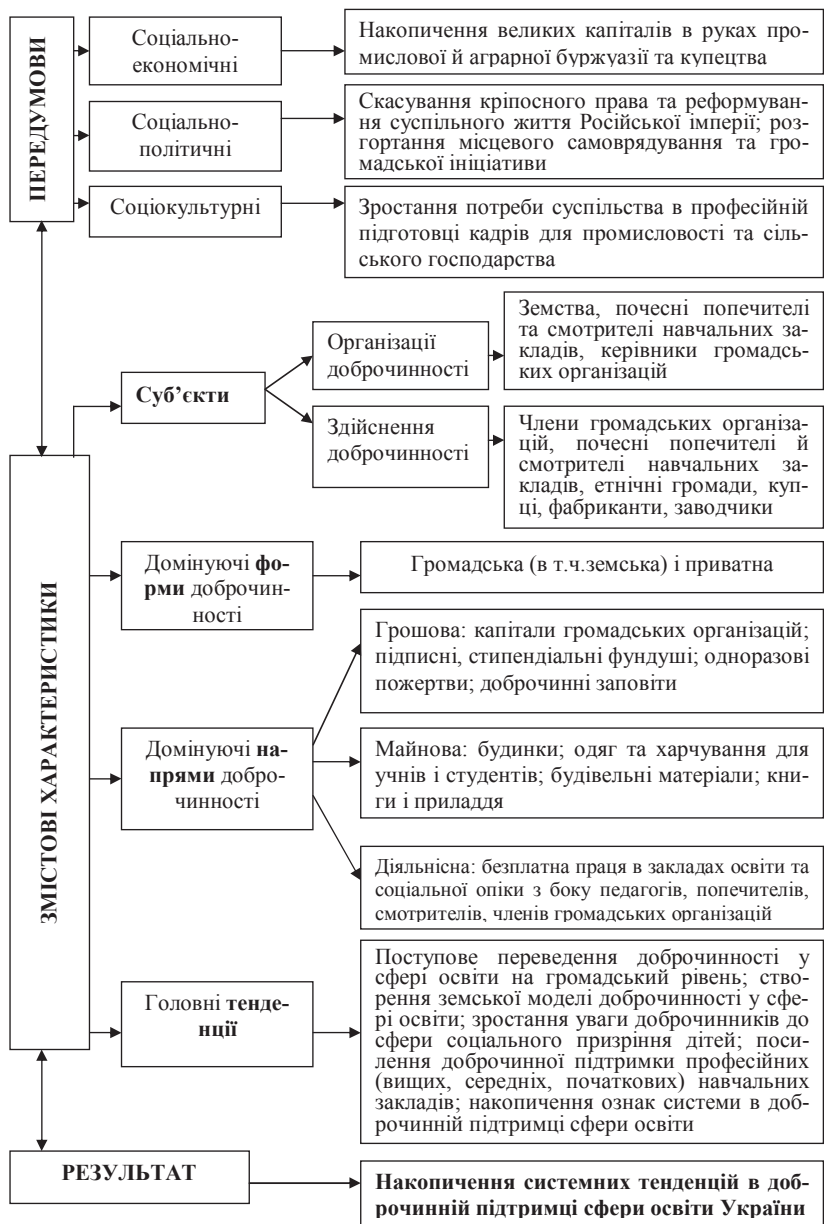 ПЕРЕДУМОВИ
Соціально-
економічні
Накопичення великих капіталів в руках про-
мислової й аграрної буржуазії та купецтва
Соціально-
політичні
Скасування кріпосного права та реформуван-
ня суспільного життя Російської імперії; роз-
гортання місцевого самоврядування та гро-
мадської ініціативи
Соціокультурні
Зростання потреби суспільства в професійній
підготовці кадрів для промисловості та сіль-
ського господарства
ЗМІСТОВІ ХАРАКТЕРИСТИКИ
Суб’єкти
Організації
доброчинності
Земства, почесні попечителі
та смотрителі навчальних за-
кладів, керівники громадсь-
ких організацій
Здійснення
доброчинності
Члени громадських організа-
цій, почесні попечителі й
смотрителі навчальних за-
кладів, етнічні громади, куп-
ці, фабриканти, заводчики
Домінуючі фо-
рми доброчин-
ності
Громадська (в т.ч.земська) і приватна
Домінуючі на-
прями добро-
чинності
Грошова: капітали громадських організацій;
підписні, стипендіальні фундуші; одноразові
пожертви; доброчинні заповіти
Майнова: будинки; одяг та харчування для
учнів і студентів; будівельні матеріали; кни-
ги і приладдя
Діяльнісна: безплатна праця в закладах освіти та
соціальної опіки з боку педагогів, попечителів,
смотрителів, членів громадських організацій
Головні тенде-
нції
Поступове переведення доброчинності у
сфері освіти на громадський рівень; ство-
рення земської моделі доброчинності у сфе-
рі освіти; зростання уваги доброчинників до
сфери соціального призріння дітей; поси-
лення доброчинної підтримки професійних
(вищих, середніх, початкових) навчальних
закладів; накопичення ознак системи в доб-
рочинній підтримці сфери освіти
РЕЗУЛЬТАТ
Накопичення системних тенденцій в доб-
рочинній підтримці сфери освіти України